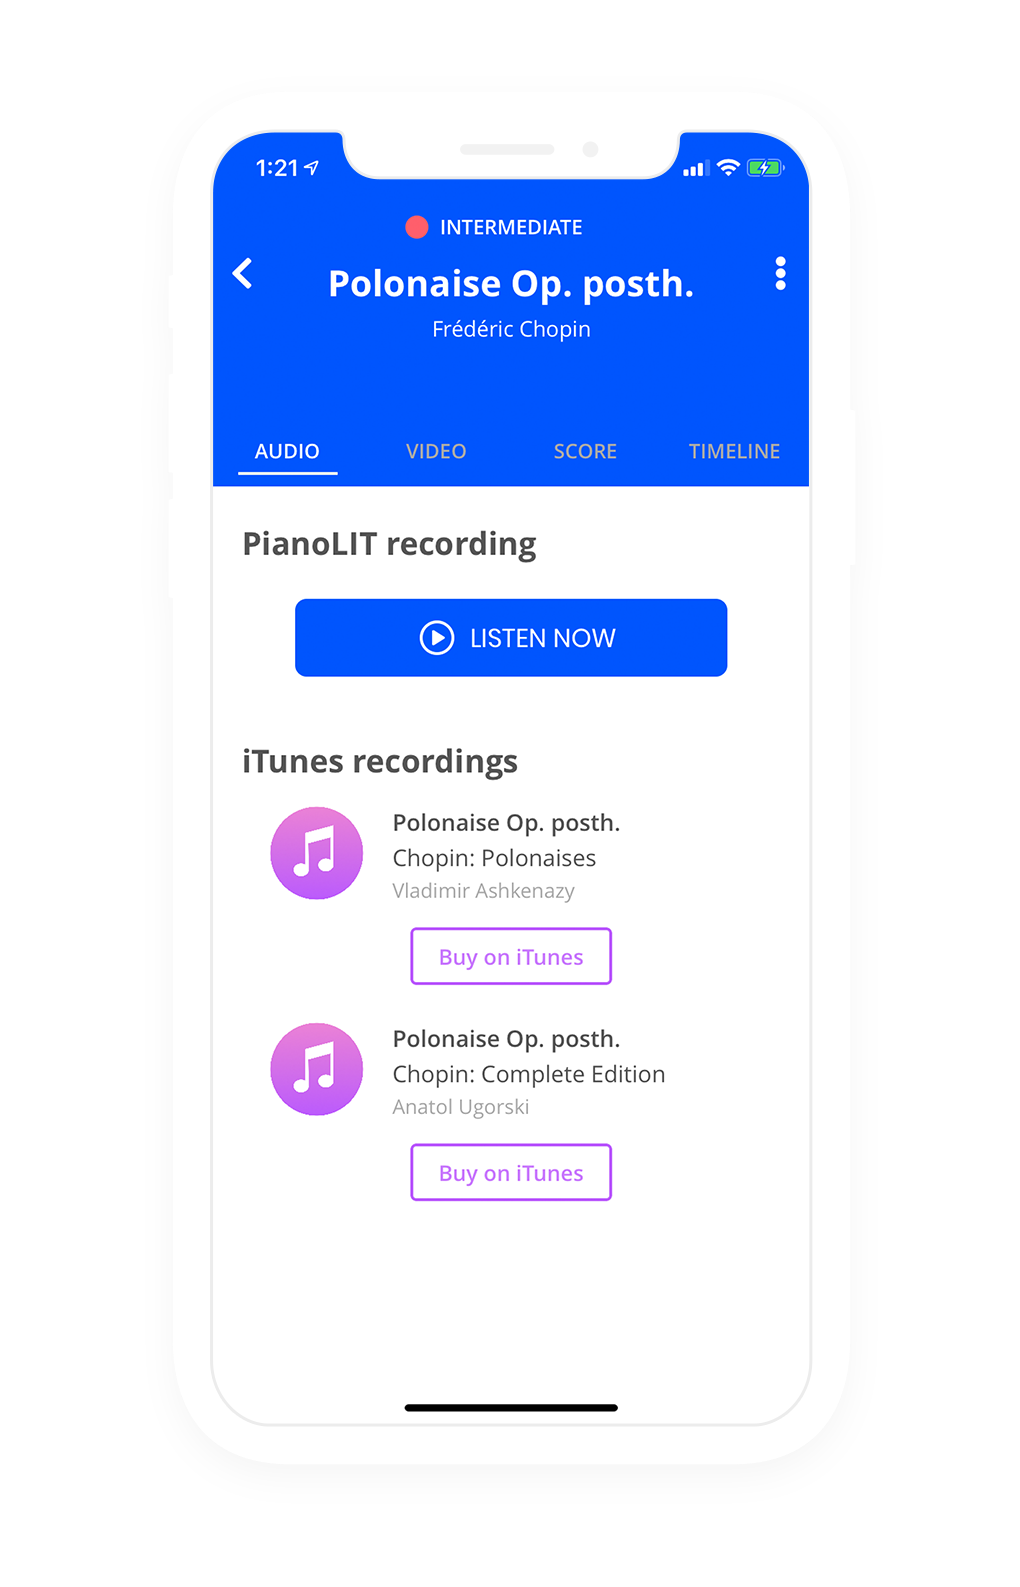 1:21
INTERMEDIATE
Polonaise Op. posth.
Frédéric Chopin
AUDIO VIDEO SCORE TIMELINE
PianoLIT recording
LISTEN NOW
iTunes recordings
Polonaise Op. posth.
Chopin: Polonaises
Vladimir Ashkenazy
Buy on iTunes
Polonaise Op. posth.
Chopin: Complete Edition
Anatol Ugorski
Buy on iTunes